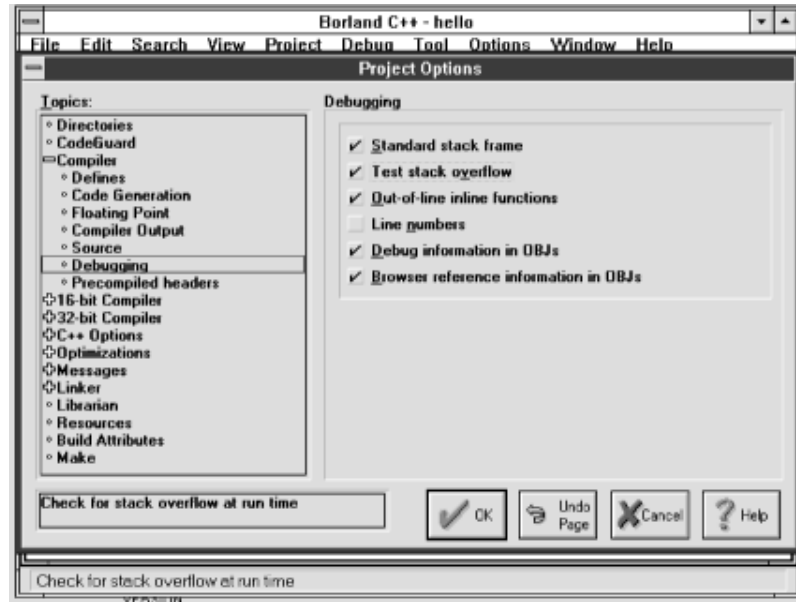 Borland C++ - hello
File Edit Search View Project Debug Tool Options Window Help
Project Options
Topics:
Directories
CodeGuard
Compiler
Defines
Code Generation
Floating Point
Compiler Output
Source
Debugging
Precompiled headers
16-bit Compiler
32-bit Compiler
C++ Options
Optimizations
Messages
Linker
Librarian
Resources
Build Attributes
Make
Debugging
Standard stack frame
Test stack overflow
Out-of-line inline functions
Line numbers
Debug information in OBJs
Browser reference information in OBJs
Check for stack overflow at run time
OK
Undo
Page
Cancel
Help
Check for stack overflow at run time